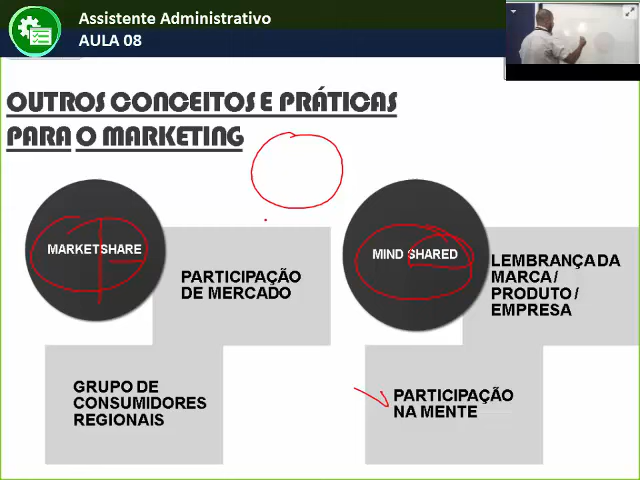 Assistente Administrativo
AULA 08
OUTROS CONCEITOS E PRÁTICAS
PARA O MARKETING
MARKETSHARE
PARTICIPAÇÃO
DE MERCADO
GRUPO DE
CONSUMIDORES
REGIONAIS
MIND SHARED
LEMBRANÇA DA
MARCA /
PRODUTO /
EMPRESA
PARTICIPAÇÃO
NA MENTE